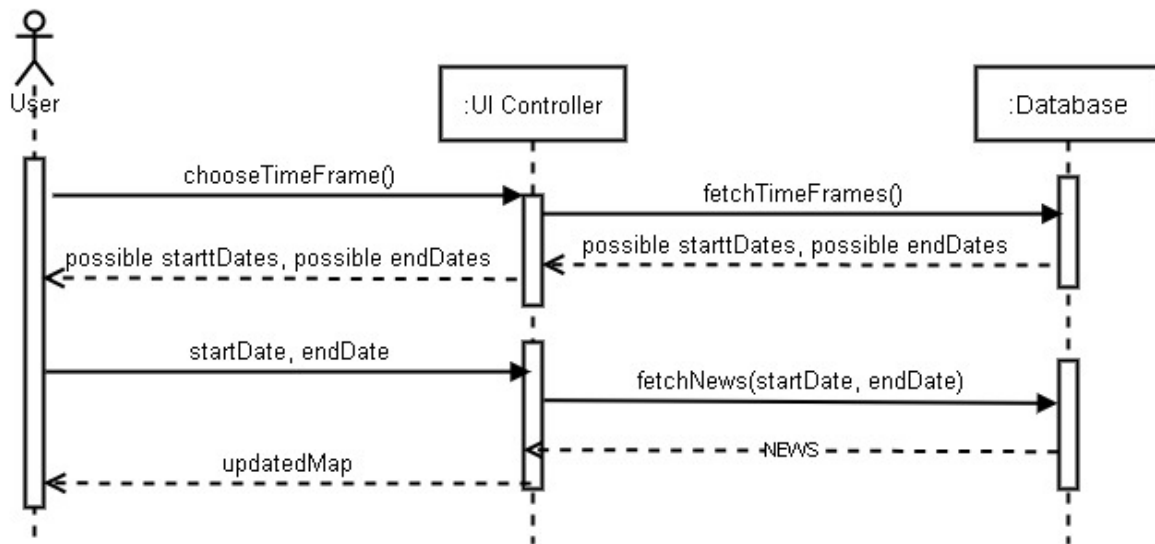 User
:UI Controller
:Database
chooseTimeFrame()
fetchTimeFrames()
possible starttDates, possible endDates
possible starttDates, possible endDates
startDate, endDate
fetchNews(startDate, endDate)
NEWS
updatedMap